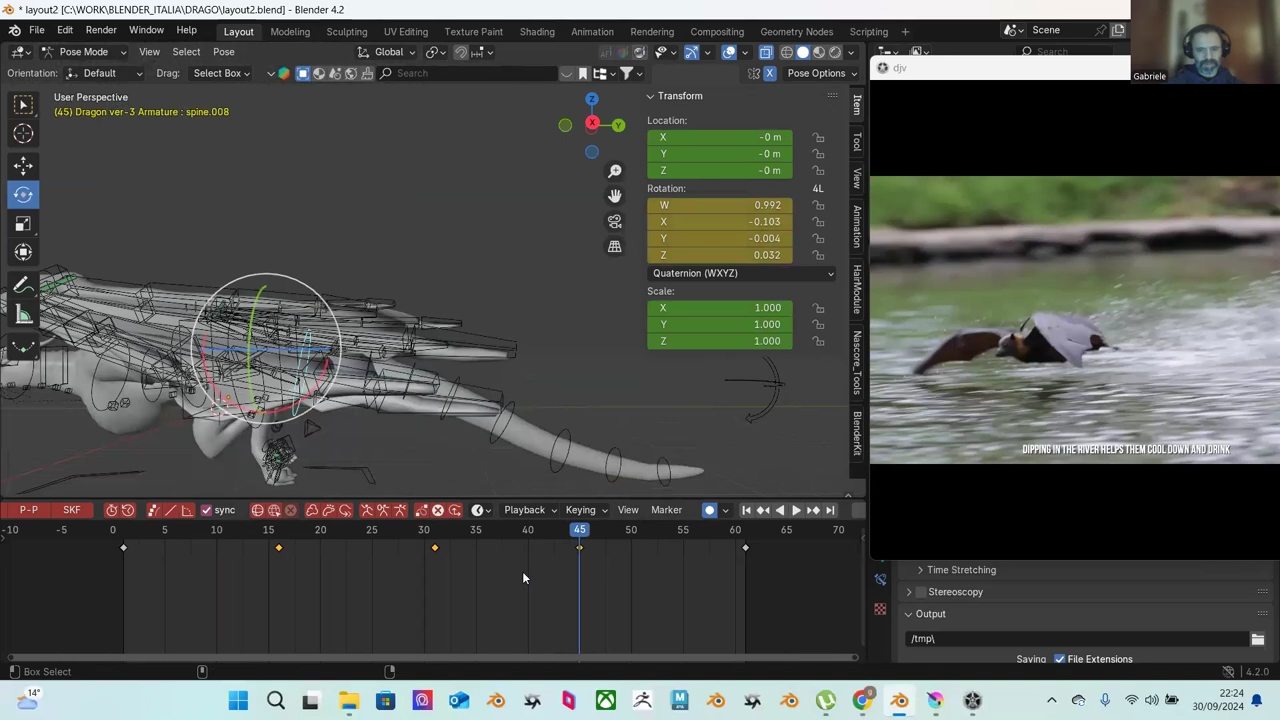 * layout2 [C:\WORK\BLENDER_ITALIA\DRAGO\layout2.blend] - Blender 4.2
File Edit Render Window Help Layout Modeling Sculpting UV Editing Texture Paint Shading Animation Rendering Compositing Geometry Nodes Scripting + Scene
Pose Mode View Select Pose Global
Orientation: Default Drag: Select Box Search X Pose Options
djv
Gabriele
User Perspective
(45) Dragon ver-3 Armature : spine.008
Z
X
Y
Transform
Location:
X -0 m
Y -0 m
Z -0 m
Rotation: 4L
W 0.992
X -0.103
Y -0.004
Z 0.032
Quaternion (WXYZ)
Scale:
X 1.000
Y 1.000
Z 1.000
Item
Tool
View
Animation
HairModule
Nascore_Tools
BlenderKit
DIPPING IN THE RIVER HELPS THEM COOL DOWN AND DRINK
P-P SKF sync Playback Keying View Marker
-10 -5 0 5 10 15 20 25 30 35 40 45 50 55 60 65 70
Time Stretching
Stereoscopy
Output
/tmp\
Saving File Extensions
Box Select
4.2.0
14°
22:24
30/09/2024